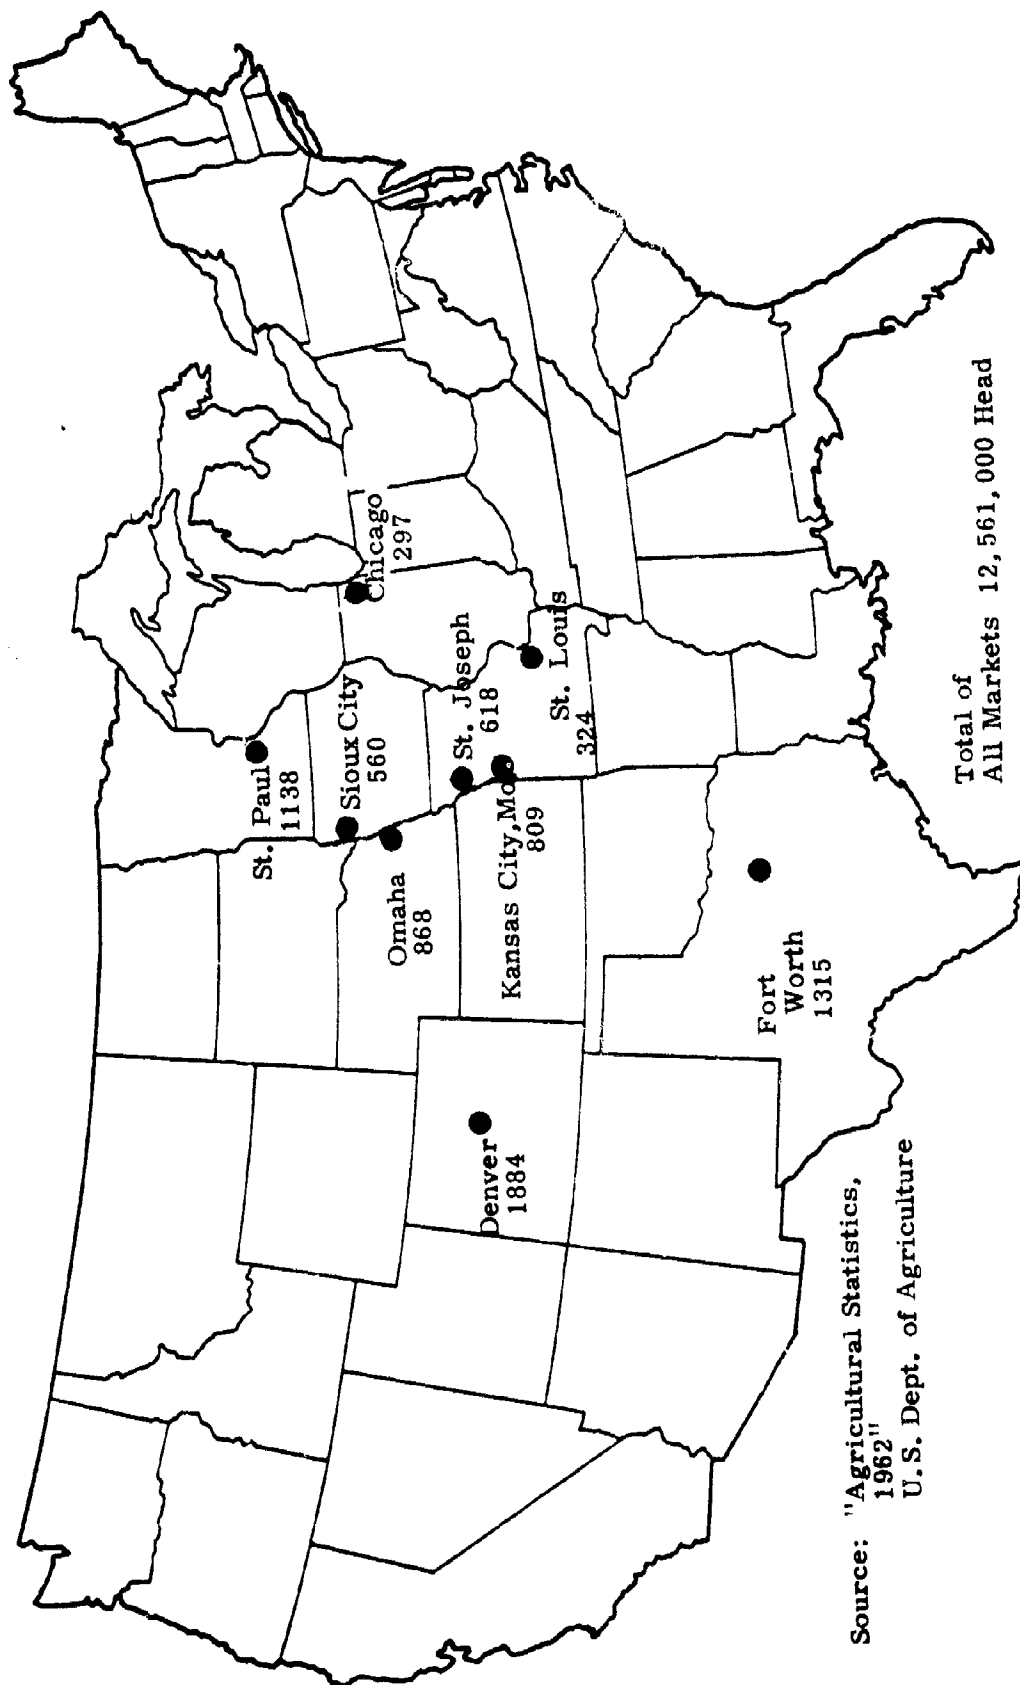 St. Paul
1138
Sioux City
560
Chicago
297
Omaha
868
St. Joseph
618
Kansas City, Mo.
809
St. Louis
324
Denver
1884
Fort
Worth
1315
Total of
All Markets 12,561,000 Head
Source: "Agricultural Statistics,
1962"
U.S. Dept. of Agriculture